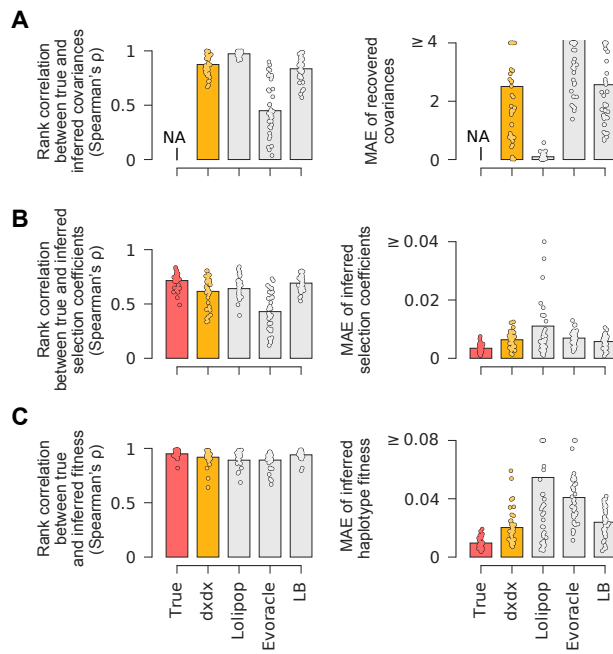 A
Rank correlation
between true and
inferred covariances
(Spearman's ρ)
1
0.5
0
NA
MAE of recovered
covariances
≥ 4
2
0
NA
B
Rank correlation
between true and inferred
selection coefficients
(Spearman's ρ)
1
0.5
0
MAE of inferred
selection coefficients
≥ 0.04
0.02
0
C
Rank correlation
between true
and inferred fitness
(Spearman's ρ)
1
0.5
0
MAE of inferred
haplotype fitness
≥ 0.08
0.04
0
True
dxdx
Lolipop
Evoracle
LB
True
dxdx
Lolipop
Evoracle
LB